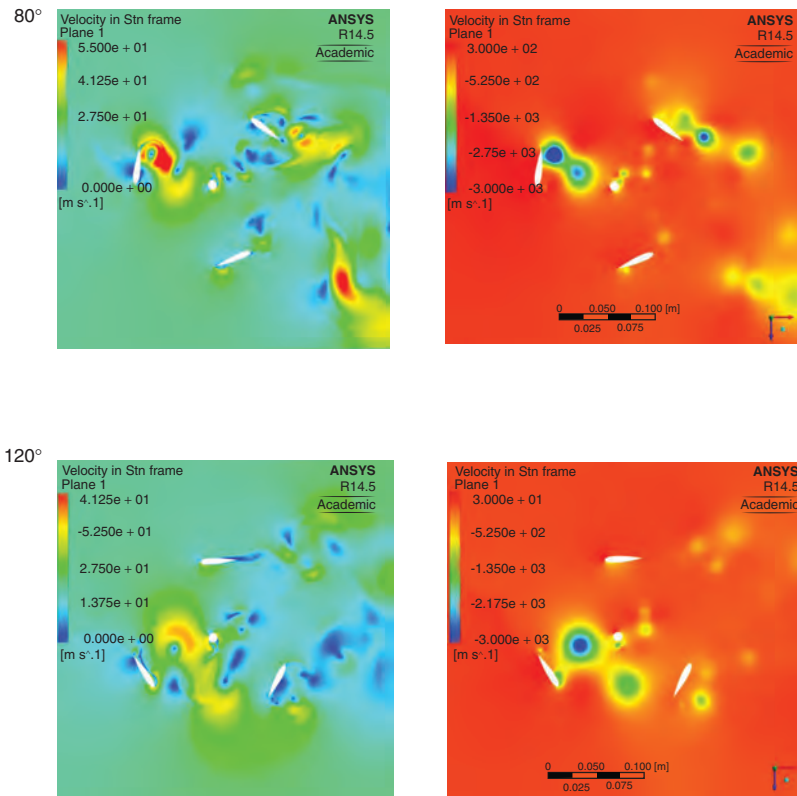 80°
Velocity in Stn frame
Plane 1
ANSYS
R14.5
Academic
5.500e + 01
4.125e + 01
2.750e + 01
0.000e + 00
[m s^.1]
Velocity in Stn frame
Plane 1
ANSYS
R14.5
Academic
3.000e + 02
-5.250e + 02
-1.350e + 03
-2.75e + 03
-3.000e + 03
[m s^.1]
0 0.050 0.100 [m]
0.025 0.075
120°
Velocity in Stn frame
Plane 1
ANSYS
R14.5
Academic
4.125e + 01
-5.250e + 01
2.750e + 01
1.375e + 01
0.000e + 00
[m s^.1]
Velocity in Stn frame
Plane 1
ANSYS
R14.5
Academic
3.000e + 01
-5.250e + 02
-1.350e + 03
-2.175e + 03
-3.000e + 03
[m s^.1]
0 0.050 0.100 [m]
0.025 0.075